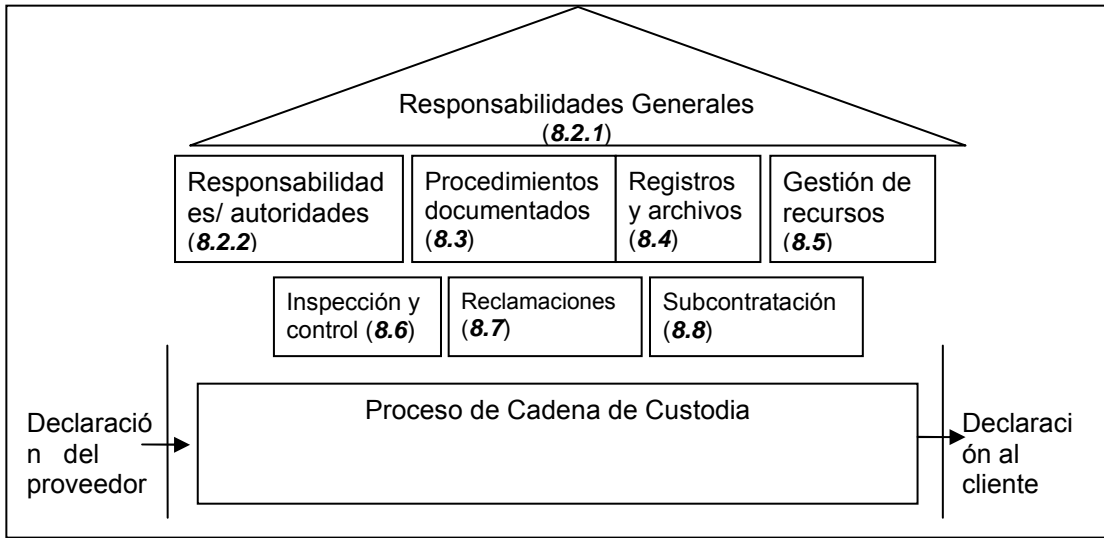 Responsabilidades Generales
(8.2.1)
Responsabilidad
es/ autoridades
(8.2.2)
Procedimientos
documentados
(8.3)
Registros
y archivos
(8.4)
Gestión de
recursos
(8.5)
Inspección y
control (8.6)
Reclamaciones
(8.7)
Subcontratación
(8.8)
Declaració
n del
proveedor
Proceso de Cadena de Custodia
Declaraci
ón al
cliente